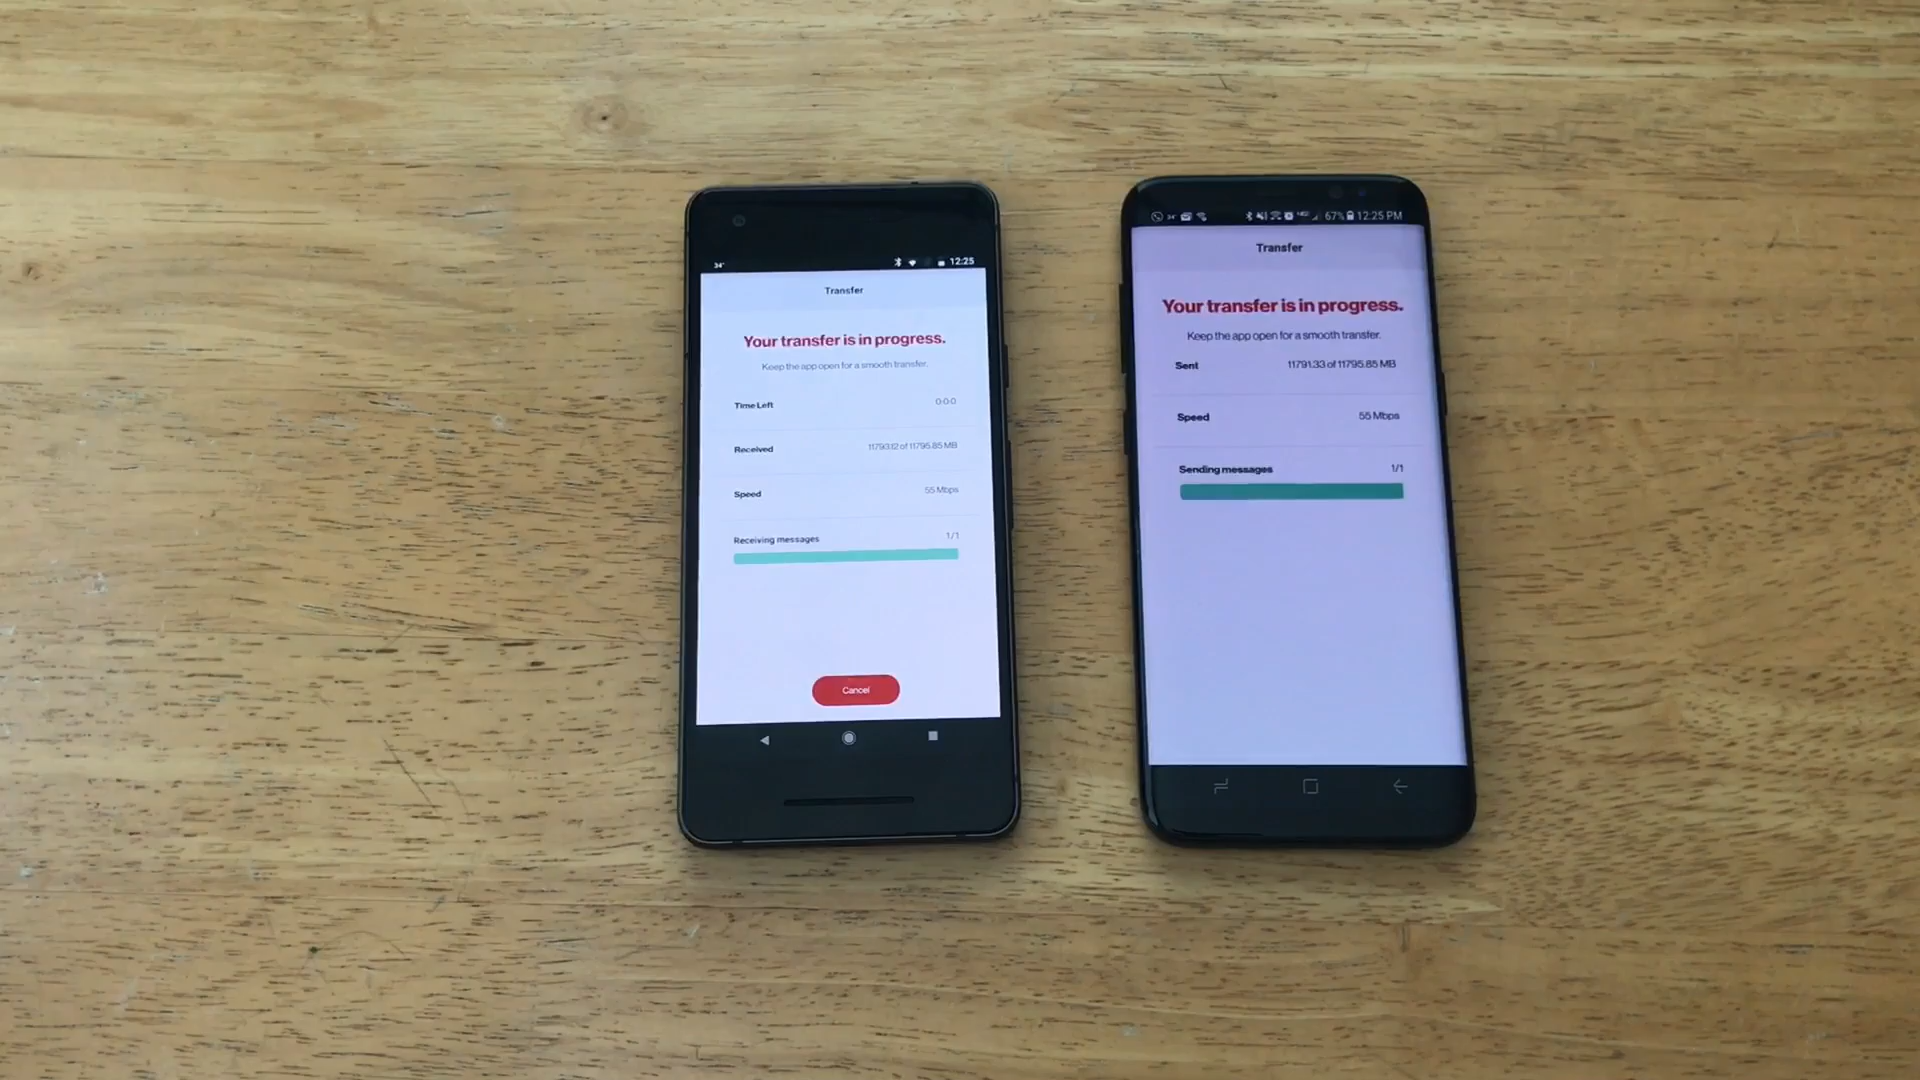 34°
12:25
Transfer
Your transfer is in progress.
Keep the app open for a smooth transfer.
Time Left 0:0:0
Received 11793.12 of 11795.85 MB
Speed 55 Mbps
Receiving messages 1/1
Cancel
34° 67% 12:25 PM
Transfer
Your transfer is in progress.
Keep the app open for a smooth transfer.
Sent 11791.33 of 11795.85 MB
Speed 55 Mbps
Sending messages 1/1